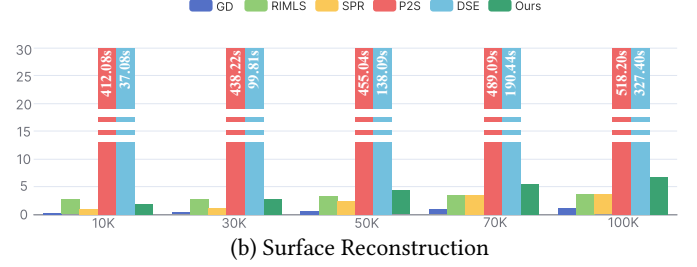 GD RIMLS SPR P2S DSE Ours
30
25
20
15
10
5
0
412.08s
37.08s
438.22s
99.81s
455.04s
138.09s
489.09s
190.44s
518.20s
327.40s
10K 30K 50K 70K 100K
(b) Surface Reconstruction